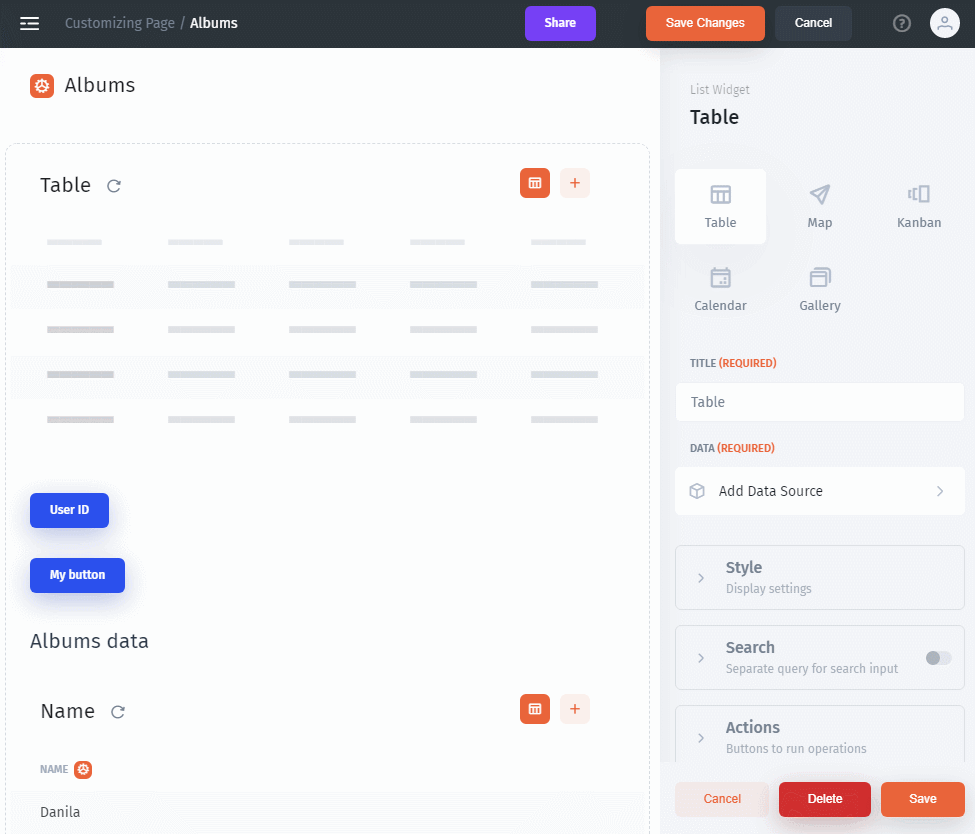 Customizing Page / Albums
Share
Save Changes
Cancel
?
Albums
Table
+
User ID
My button
Albums data
Name
+
NAME
Danila
List Widget
Table
Table
Map
Kanban
Calendar
Gallery
TITLE (REQUIRED)
Table
DATA (REQUIRED)
Add Data Source
Style
Display settings
Search
Separate query for search input
Actions
Buttons to run operations
Cancel
Delete
Save